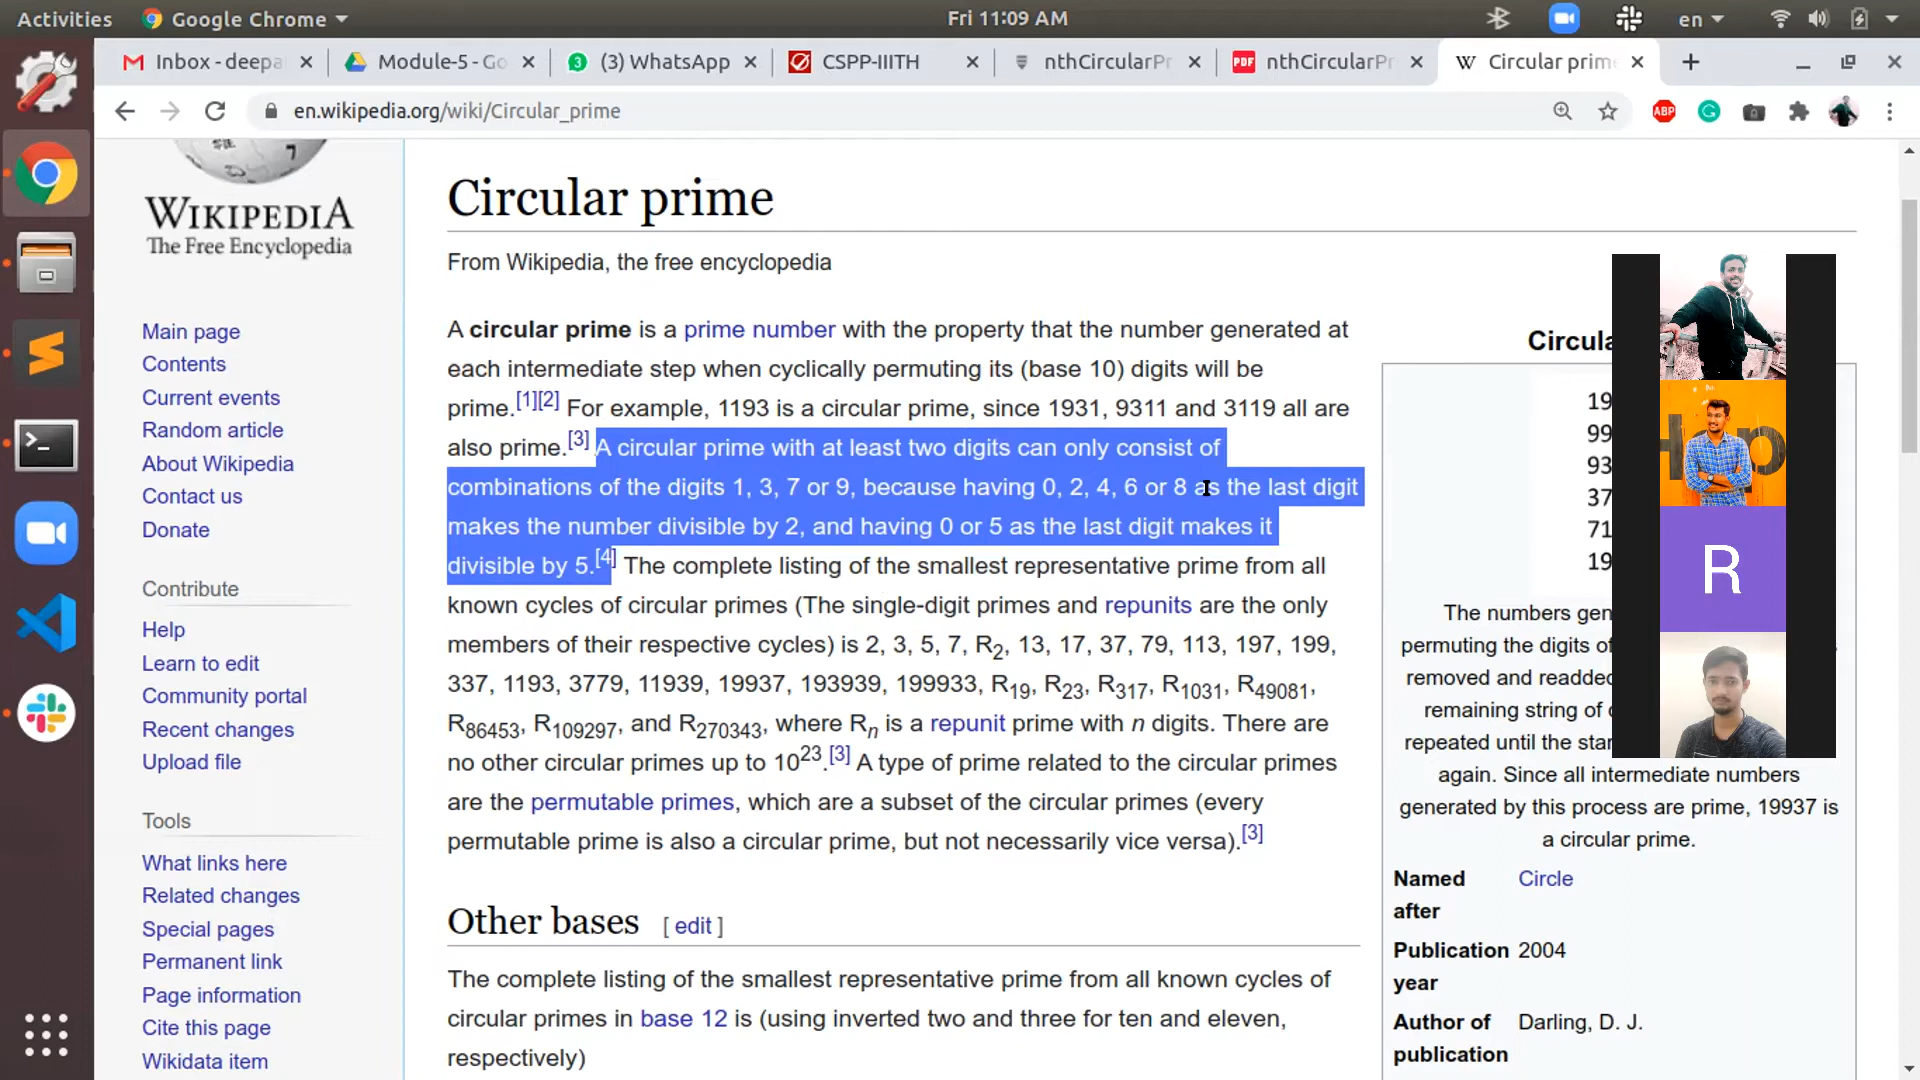 Activities
Google Chrome
Fri 11:09 AM
en
Inbox - deepa
Module-5 - Go
3
(3) WhatsApp
CSPP-IIITH
nthCircularPr
PDF
nthCircularPr
W
Circular prime
en.wikipedia.org/wiki/Circular_prime
ABP
WIKIPEDIA
The Free Encyclopedia
Main page
Contents
Current events
Random article
About Wikipedia
Contact us
Donate
Contribute
Help
Learn to edit
Community portal
Recent changes
Upload file
Tools
What links here
Related changes
Special pages
Permanent link
Page information
Cite this page
Wikidata item
Circular prime
From Wikipedia, the free encyclopedia
A circular prime is a prime number with the property that the number generated at
each intermediate step when cyclically permuting its (base 10) digits will be
prime.[1][2] For example, 1193 is a circular prime, since 1931, 9311 and 3119 all are
also prime.[3] A circular prime with at least two digits can only consist of
combinations of the digits 1, 3, 7 or 9, because having 0, 2, 4, 6 or 8 as the last digit
makes the number divisible by 2, and having 0 or 5 as the last digit makes it
divisible by 5.[4] The complete listing of the smallest representative prime from all
known cycles of circular primes (The single-digit primes and repunits are the only
members of their respective cycles) is 2, 3, 5, 7, R2, 13, 17, 37, 79, 113, 197, 199,
337, 1193, 3779, 11939, 19937, 193939, 199933, R19, R23, R317, R1031, R49081,
R86453, R109297, and R270343, where Rn is a repunit prime with n digits. There are
no other circular primes up to 10^23.[3] A type of prime related to the circular primes
are the permutable primes, which are a subset of the circular primes (every
permutable prime is also a circular prime, but not necessarily vice versa).[3]
Other bases [ edit ]
The complete listing of the smallest representative prime from all known cycles of
circular primes in base 12 is (using inverted two and three for ten and eleven,
respectively)
Circula
19
99
93
37
71
19
The numbers gen
permuting the digits of
removed and readded
remaining string of
repeated until the star
again. Since all intermediate numbers
generated by this process are prime, 19937 is
a circular prime.
Named after Circle
Publication year 2004
Author of publication Darling, D. J.
R